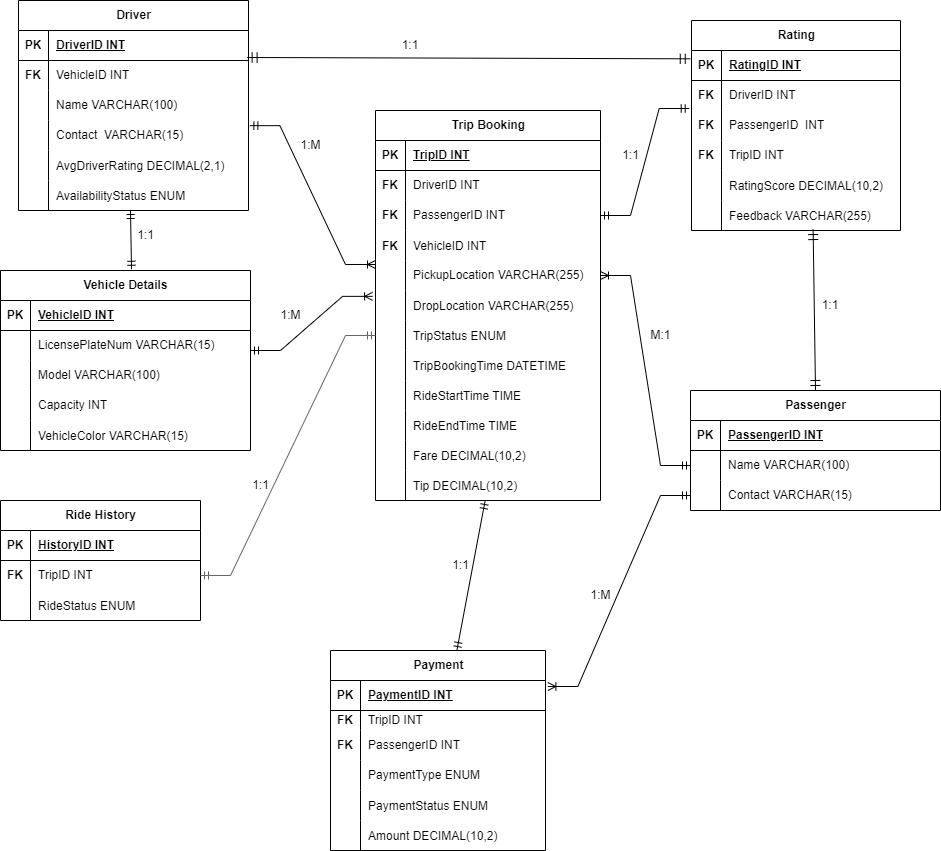 Driver
PK DriverID INT
FK VehicleID INT
Name VARCHAR(100)
Contact  VARCHAR(15)
AvgDriverRating DECIMAL(2,1)
AvailabilityStatus ENUM
1:1
Rating
PK RatingID INT
FK DriverID INT
FK PassengerID  INT
FK TripID INT
RatingScore DECIMAL(10,2)
Feedback VARCHAR(255)
1:M
Trip Booking
PK TripID INT
FK DriverID INT
FK PassengerID INT
FK VehicleID INT
PickupLocation VARCHAR(255)
DropLocation VARCHAR(255)
TripStatus ENUM
TripBookingTime DATETIME
RideStartTime TIME
RideEndTime TIME
Fare DECIMAL(10,2)
Tip DECIMAL(10,2)
1:1
1:1
Vehicle Details
PK VehicleID INT
LicensePlateNum VARCHAR(15)
Model VARCHAR(100)
Capacity INT
VehicleColor VARCHAR(15)
1:M
1:1
M:1
Passenger
PK PassengerID INT
Name VARCHAR(100)
Contact VARCHAR(15)
1:1
Ride History
PK HistoryID INT
FK TripID INT
RideStatus ENUM
1:1
1:M
Payment
PK PaymentID INT
FK TripID INT
FK PassengerID INT
PaymentType ENUM
PaymentStatus ENUM
Amount DECIMAL(10,2)